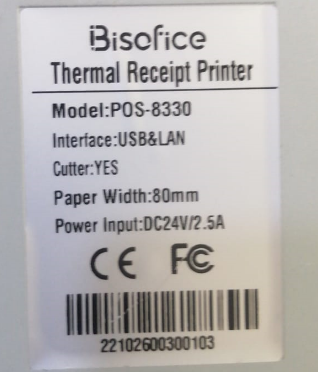 Bisofice
Thermal Receipt Printer
Model:POS-8330
Interface:USB&LAN
Cutter:YES
Paper Width:80mm
Power Input:DC24V/2.5A
CE FC
22102600300103